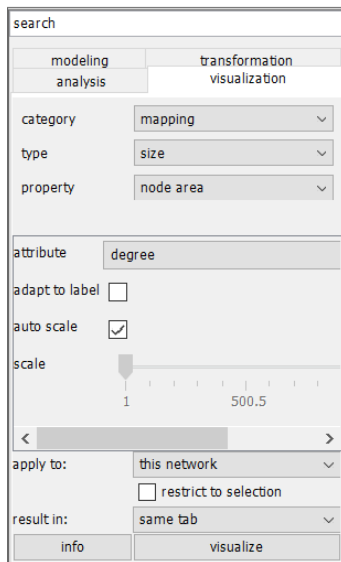 search
modeling transformation
analysis visualization
category mapping
type size
property node area
attribute degree
adapt to label
auto scale
scale
1 500.5
apply to: this network
restrict to selection
result in: same tab
info visualize